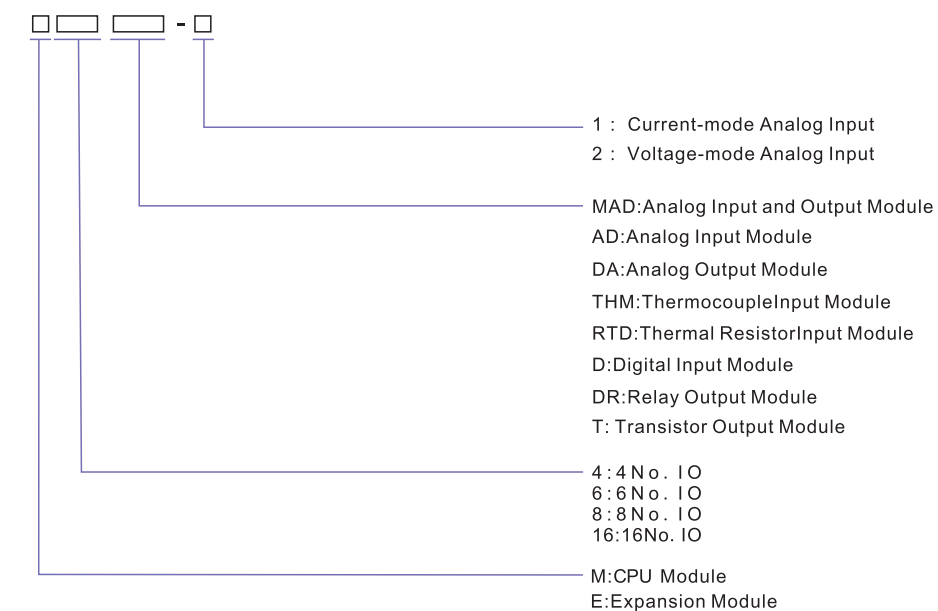 -
1 : Current-mode Analog Input
2 : Voltage-mode Analog Input
MAD:Analog Input and Output Module
AD:Analog Input Module
DA:Analog Output Module
THM:ThermocoupleInput Module
RTD:Thermal ResistorInput Module
D:Digital Input Module
DR:Relay Output Module
T: Transistor Output Module
4:4No. IO
6:6No. IO
8:8No. IO
16:16No. IO
M:CPU Module
E:Expansion Module